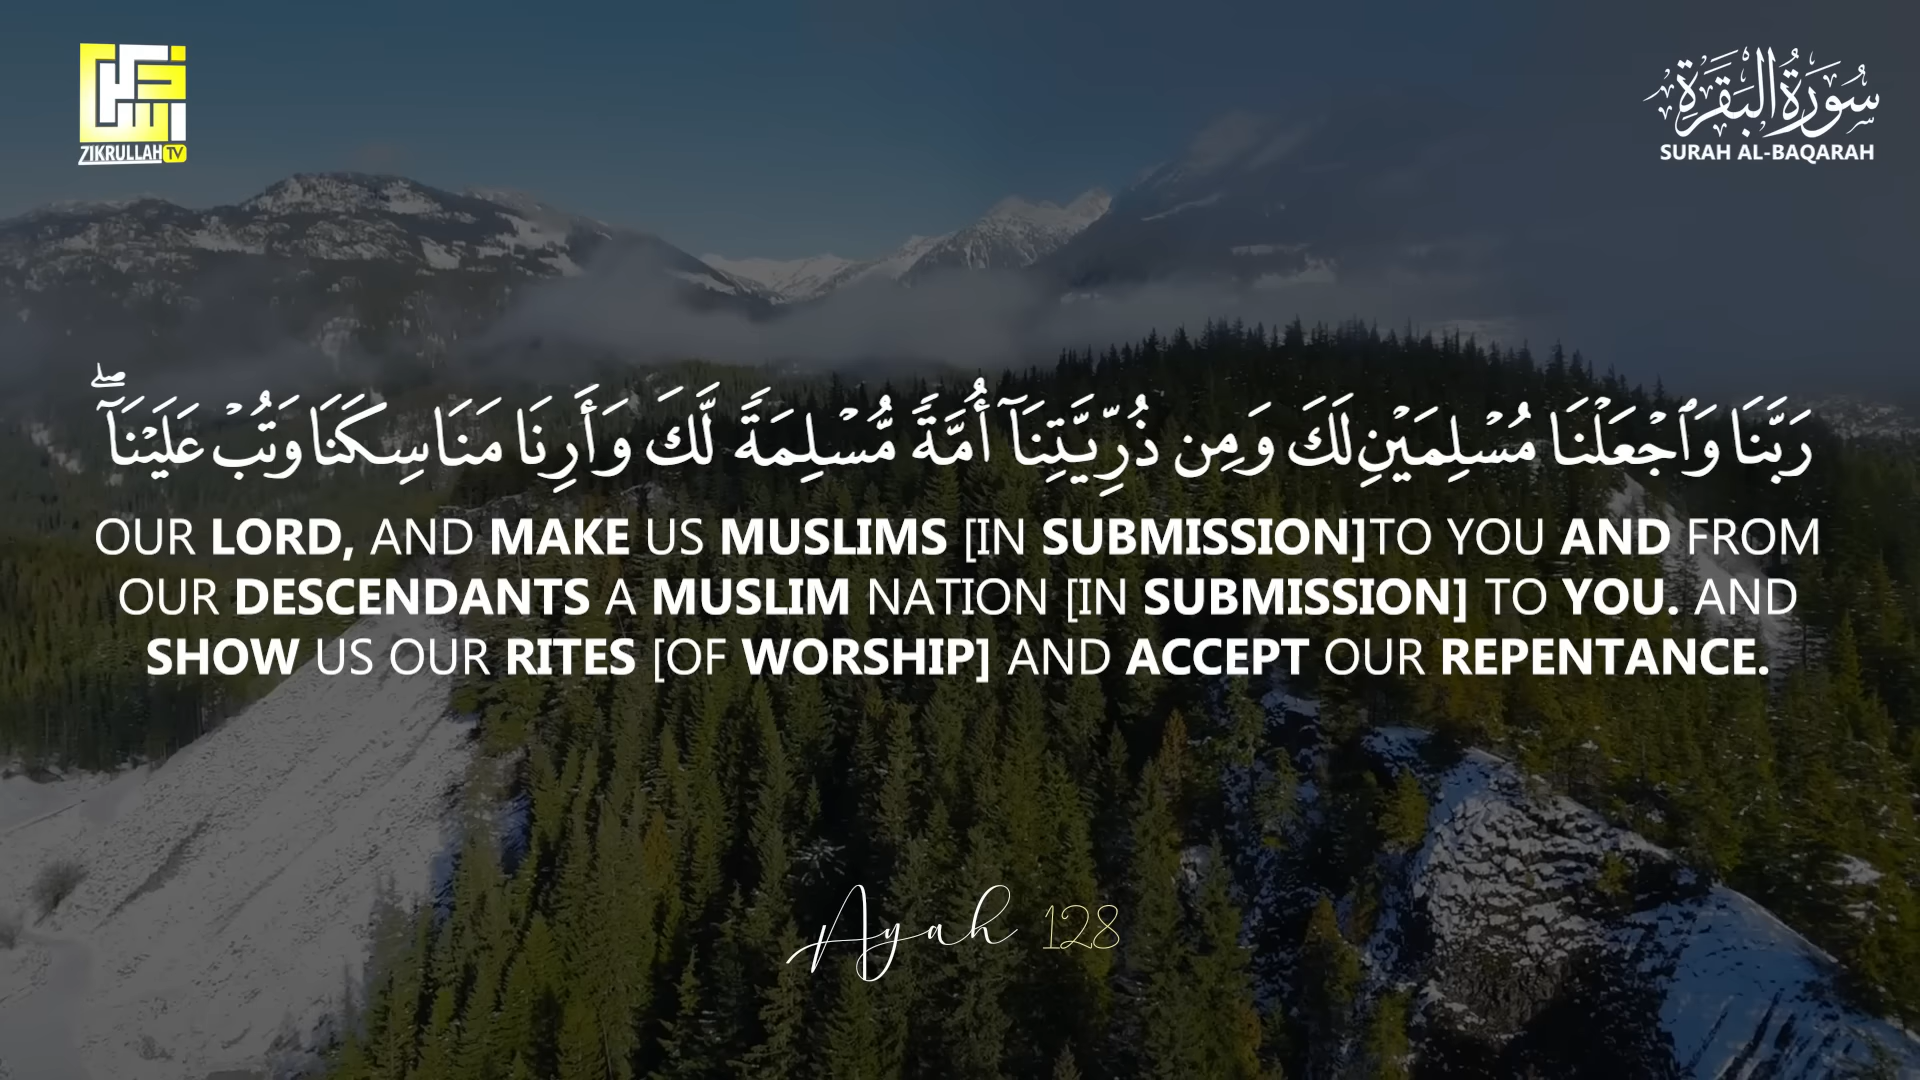 ZIKRULLAH TV
سُورَةُ البَقَرَةِ
SURAH AL-BAQARAH
رَبَّنَا وَٱجْعَلْنَا مُسْلِمَيْنِ لَكَ وَمِن ذُرِّيَّتِنَآ أُمَّةً مُّسْلِمَةً لَّكَ وَأَرِنَا مَنَاسِكَنَا وَتُبْ عَلَيْنَآ ۖ
OUR LORD, AND MAKE US MUSLIMS [IN SUBMISSION]TO YOU AND FROM
OUR DESCENDANTS A MUSLIM NATION [IN SUBMISSION] TO YOU. AND
SHOW US OUR RITES [OF WORSHIP] AND ACCEPT OUR REPENTANCE.
Ayah 128